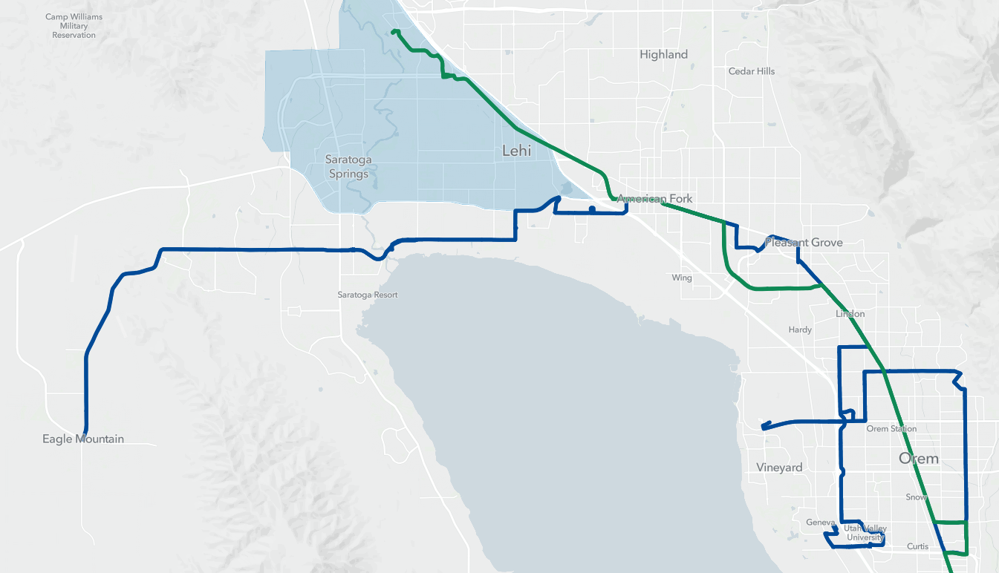 Camp Williams
Military
Reservation
Highland
Cedar Hills
Lehi
Saratoga
Springs
American Fork
Pleasant Grove
Wing
Saratoga Resort
Lindon
Hardy
Orem Station
Eagle Mountain
Orem
Vineyard
Snow
Geneva
Utah Valley
University
Curtis